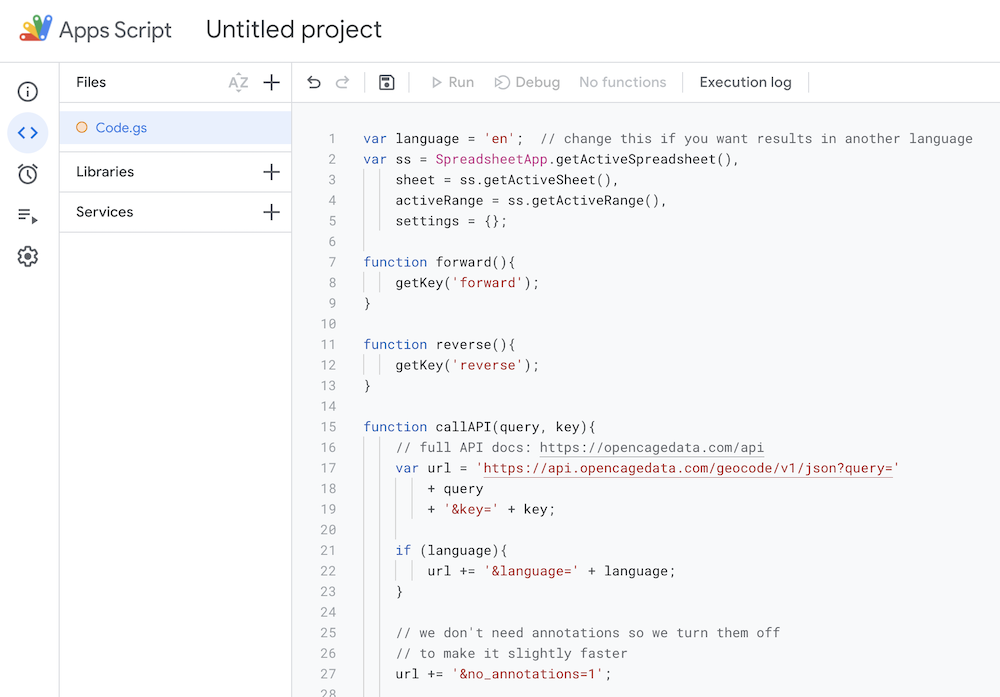 Apps Script Untitled project
Files
AZ
Run Debug No functions Execution log
Code.gs
Libraries
Services
1 var language = 'en';  // change this if you want results in another language
2 var ss = SpreadsheetApp.getActiveSpreadsheet(),
3     sheet = ss.getActiveSheet(),
4     activeRange = ss.getActiveRange(),
5     settings = {};
6
7 function forward(){
8     getKey('forward');
9 }
10
11 function reverse(){
12     getKey('reverse');
13 }
14
15 function callAPI(query, key){
16     // full API docs: https://opencagedata.com/api
17     var url = 'https://api.opencagedata.com/geocode/v1/json?query='
18         + query
19         + '&key=' + key;
20
21     if (language){
22         url += '&language=' + language;
23     }
24
25     // we don't need annotations so we turn them off
26     // to make it slightly faster
27     url += '&no_annotations=1';
28